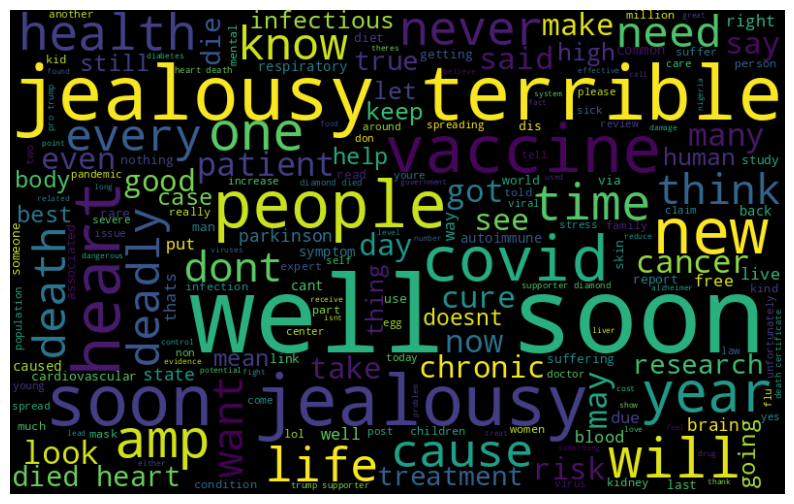 another
infectious
never
make
million
need
right
health
die
mental
diet
theres
know
said
high
common
suffer
say
still
kid
getting
respiratory
true
great
diabetes
found
heart death
effective
call
care
person
jealousy terrible
pro trump
point
every
one
food
let
keep
around
spreading
don
dis
please
sick
review
fact
system
believe
nigeria
damage
vaccine
many
two
even
nothing
patient
help
read
youre
tell
human
study
pandemic
body
long
good
case
increase
diamond died
government
got
world
told
via
think
related
best
rare
severe
really
people
viral
way
see
time
family
claim
back
someone
death
associated
issue
heart
deadly
put
man
parkinson
day
level
number
autoimmune
stress
skin
reduce
new
dangerous
viruses
thats
symptom
self
expert
covid
report
cancer
alzheimer
population
infection
dont
cant
receive
part
isnt
thing
use
egg
supporter diamond
free
live
kind
well soon
cure
doesnt
control
non
evidence
center
liver
unfortunately
law
death certificate
caused
cardiovascular
young
state
mean
link
potential
fight
today
now
suffering
doctor
chronic
may
research
spread
much
mask
soon jealousy
want
come
take
problem
cost
show
love
due
year
flu
yes
look
lead
amp
lol
well
post
children
women
cause
blood
feel
brain
will
going
either
died heart
condition
trump supporter
life
treatment
virus
treat
something
risk
kidney
drug
last
thank